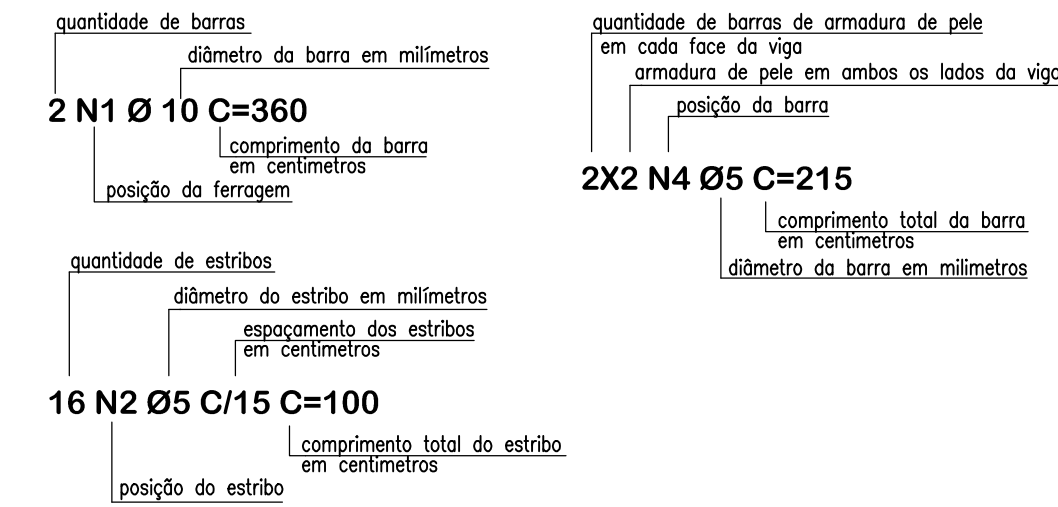 quantidade de barras
diâmetro da barra em milímetros
2 N1 Ø 10 C=360
comprimento da barra
em centimetros
posição da ferragem
quantidade de barras de armadura de pele
em cada face da viga
armadura de pele em ambos os lados da viga
posição da barra
2X2 N4 Ø5 C=215
comprimento total da barra
em centimetros
diâmetro da barra em milimetros
quantidade de estribos
diâmetro do estribo em milímetros
espaçamento dos estribos
em centimetros
16 N2 Ø5 C/15 C=100
comprimento total do estribo
em centimetros
posição do estribo